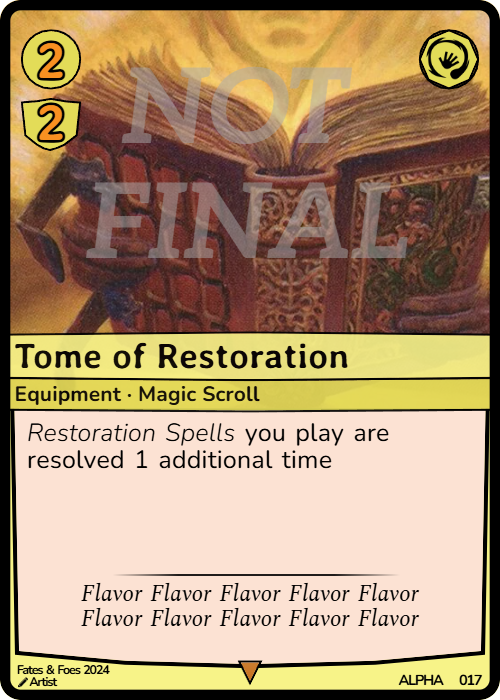 2
2
NOT
FINAL
Tome of Restoration
Equipment · Magic Scroll
Restoration Spells you play are
resolved 1 additional time
Flavor Flavor Flavor Flavor Flavor
Flavor Flavor Flavor Flavor Flavor
Fates & Foes 2024
Artist
ALPHA 017